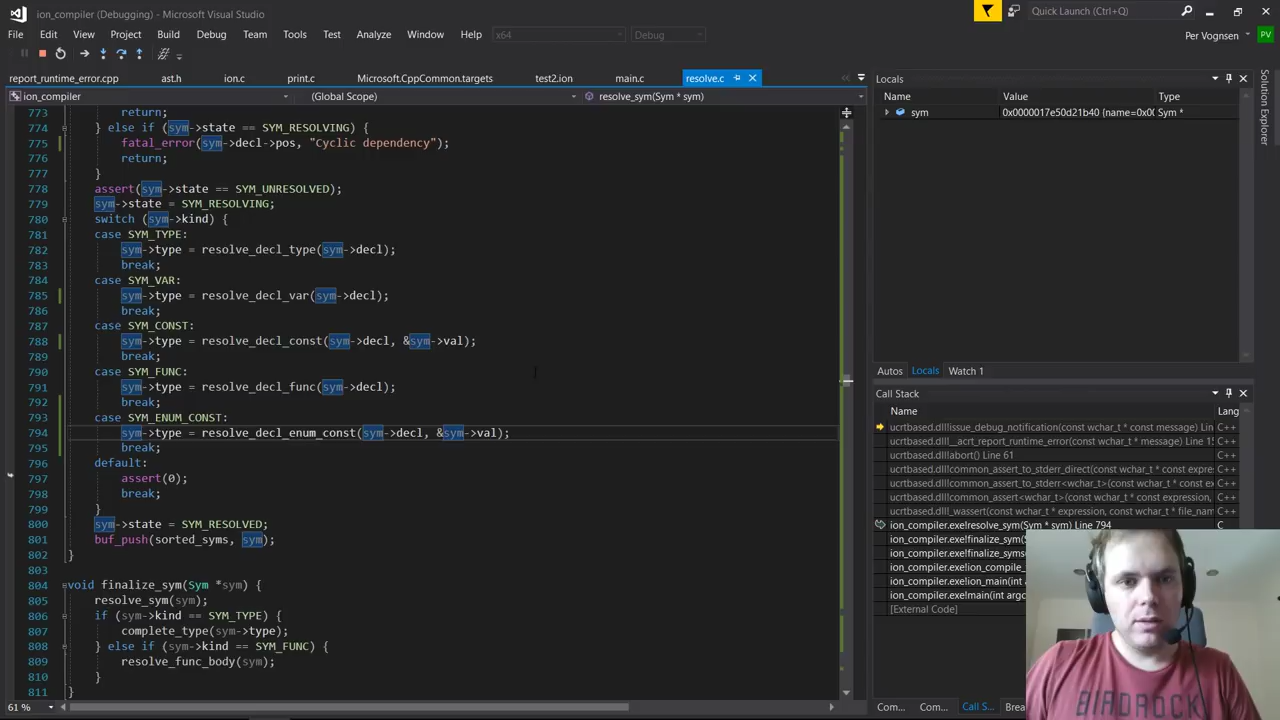 ion_compiler (Debugging) - Microsoft Visual Studio
Quick Launch (Ctrl+Q)
File Edit View Project Build Debug Team Tools Test Analyze Window Help x64 Debug
Per Vognsen PV
report_runtime_error.cpp ast.h ion.c print.c Microsoft.CppCommon.targets test2.ion main.c resolve.c
ion_compiler (Global Scope) resolve_sym(Sym * sym)
773 return;
774 } else if (sym->state == SYM_RESOLVING) {
775 fatal_error(sym->decl->pos, "Cyclic dependency");
776 return;
777 }
778 assert(sym->state == SYM_UNRESOLVED);
779 sym->state = SYM_RESOLVING;
780 switch (sym->kind) {
781 case SYM_TYPE:
782 sym->type = resolve_decl_type(sym->decl);
783 break;
784 case SYM_VAR:
785 sym->type = resolve_decl_var(sym->decl);
786 break;
787 case SYM_CONST:
788 sym->type = resolve_decl_const(sym->decl, &sym->val);
789 break;
790 case SYM_FUNC:
791 sym->type = resolve_decl_func(sym->decl);
792 break;
793 case SYM_ENUM_CONST:
794 sym->type = resolve_decl_enum_const(sym->decl, &sym->val);
795 break;
796 default:
797 assert(0);
798 break;
799 }
800 sym->state = SYM_RESOLVED;
801 buf_push(sorted_syms, sym);
802 }
803
804 void finalize_sym(Sym *sym) {
805 resolve_sym(sym);
806 if (sym->kind == SYM_TYPE) {
807 complete_type(sym->type);
808 } else if (sym->kind == SYM_FUNC) {
809 resolve_func_body(sym);
810 }
811 }
61 %
Locals
Name Value Type
sym 0x0000017e50d21b40 {name=0x00 Sym *
Autos Locals Watch 1
Call Stack
Name Lang
ucrtbased.dll!issue_debug_notification(const wchar_t * const message) Line C++
ucrtbased.dll!__acrt_report_runtime_error(const wchar_t * message) Line 1 C++
ucrtbased.dll!abort() Line 61 C++
ucrtbased.dll!common_assert_to_stderr_direct(const wchar_t * const expre C++
ucrtbased.dll!common_assert_to_stderr<wchar_t>(const wchar_t * const ex C++
ucrtbased.dll!common_assert<wchar_t>(const wchar_t * const expression, C++
ucrtbased.dll!_wassert(const wchar_t * expression, const wchar_t * file_nam C++
ion_compiler.exe!resolve_sym(Sym * sym) Line 794 C
ion_compiler.exe!finalize_sym(S
ion_compiler.exe!finalize_syms
ion_compiler.exe!ion_compile_
ion_compiler.exe!ion_main(int a
ion_compiler.exe!main(int argc,
[External Code]
Com... Com... Call S... Brea
Solution Explorer
BIRDROCK